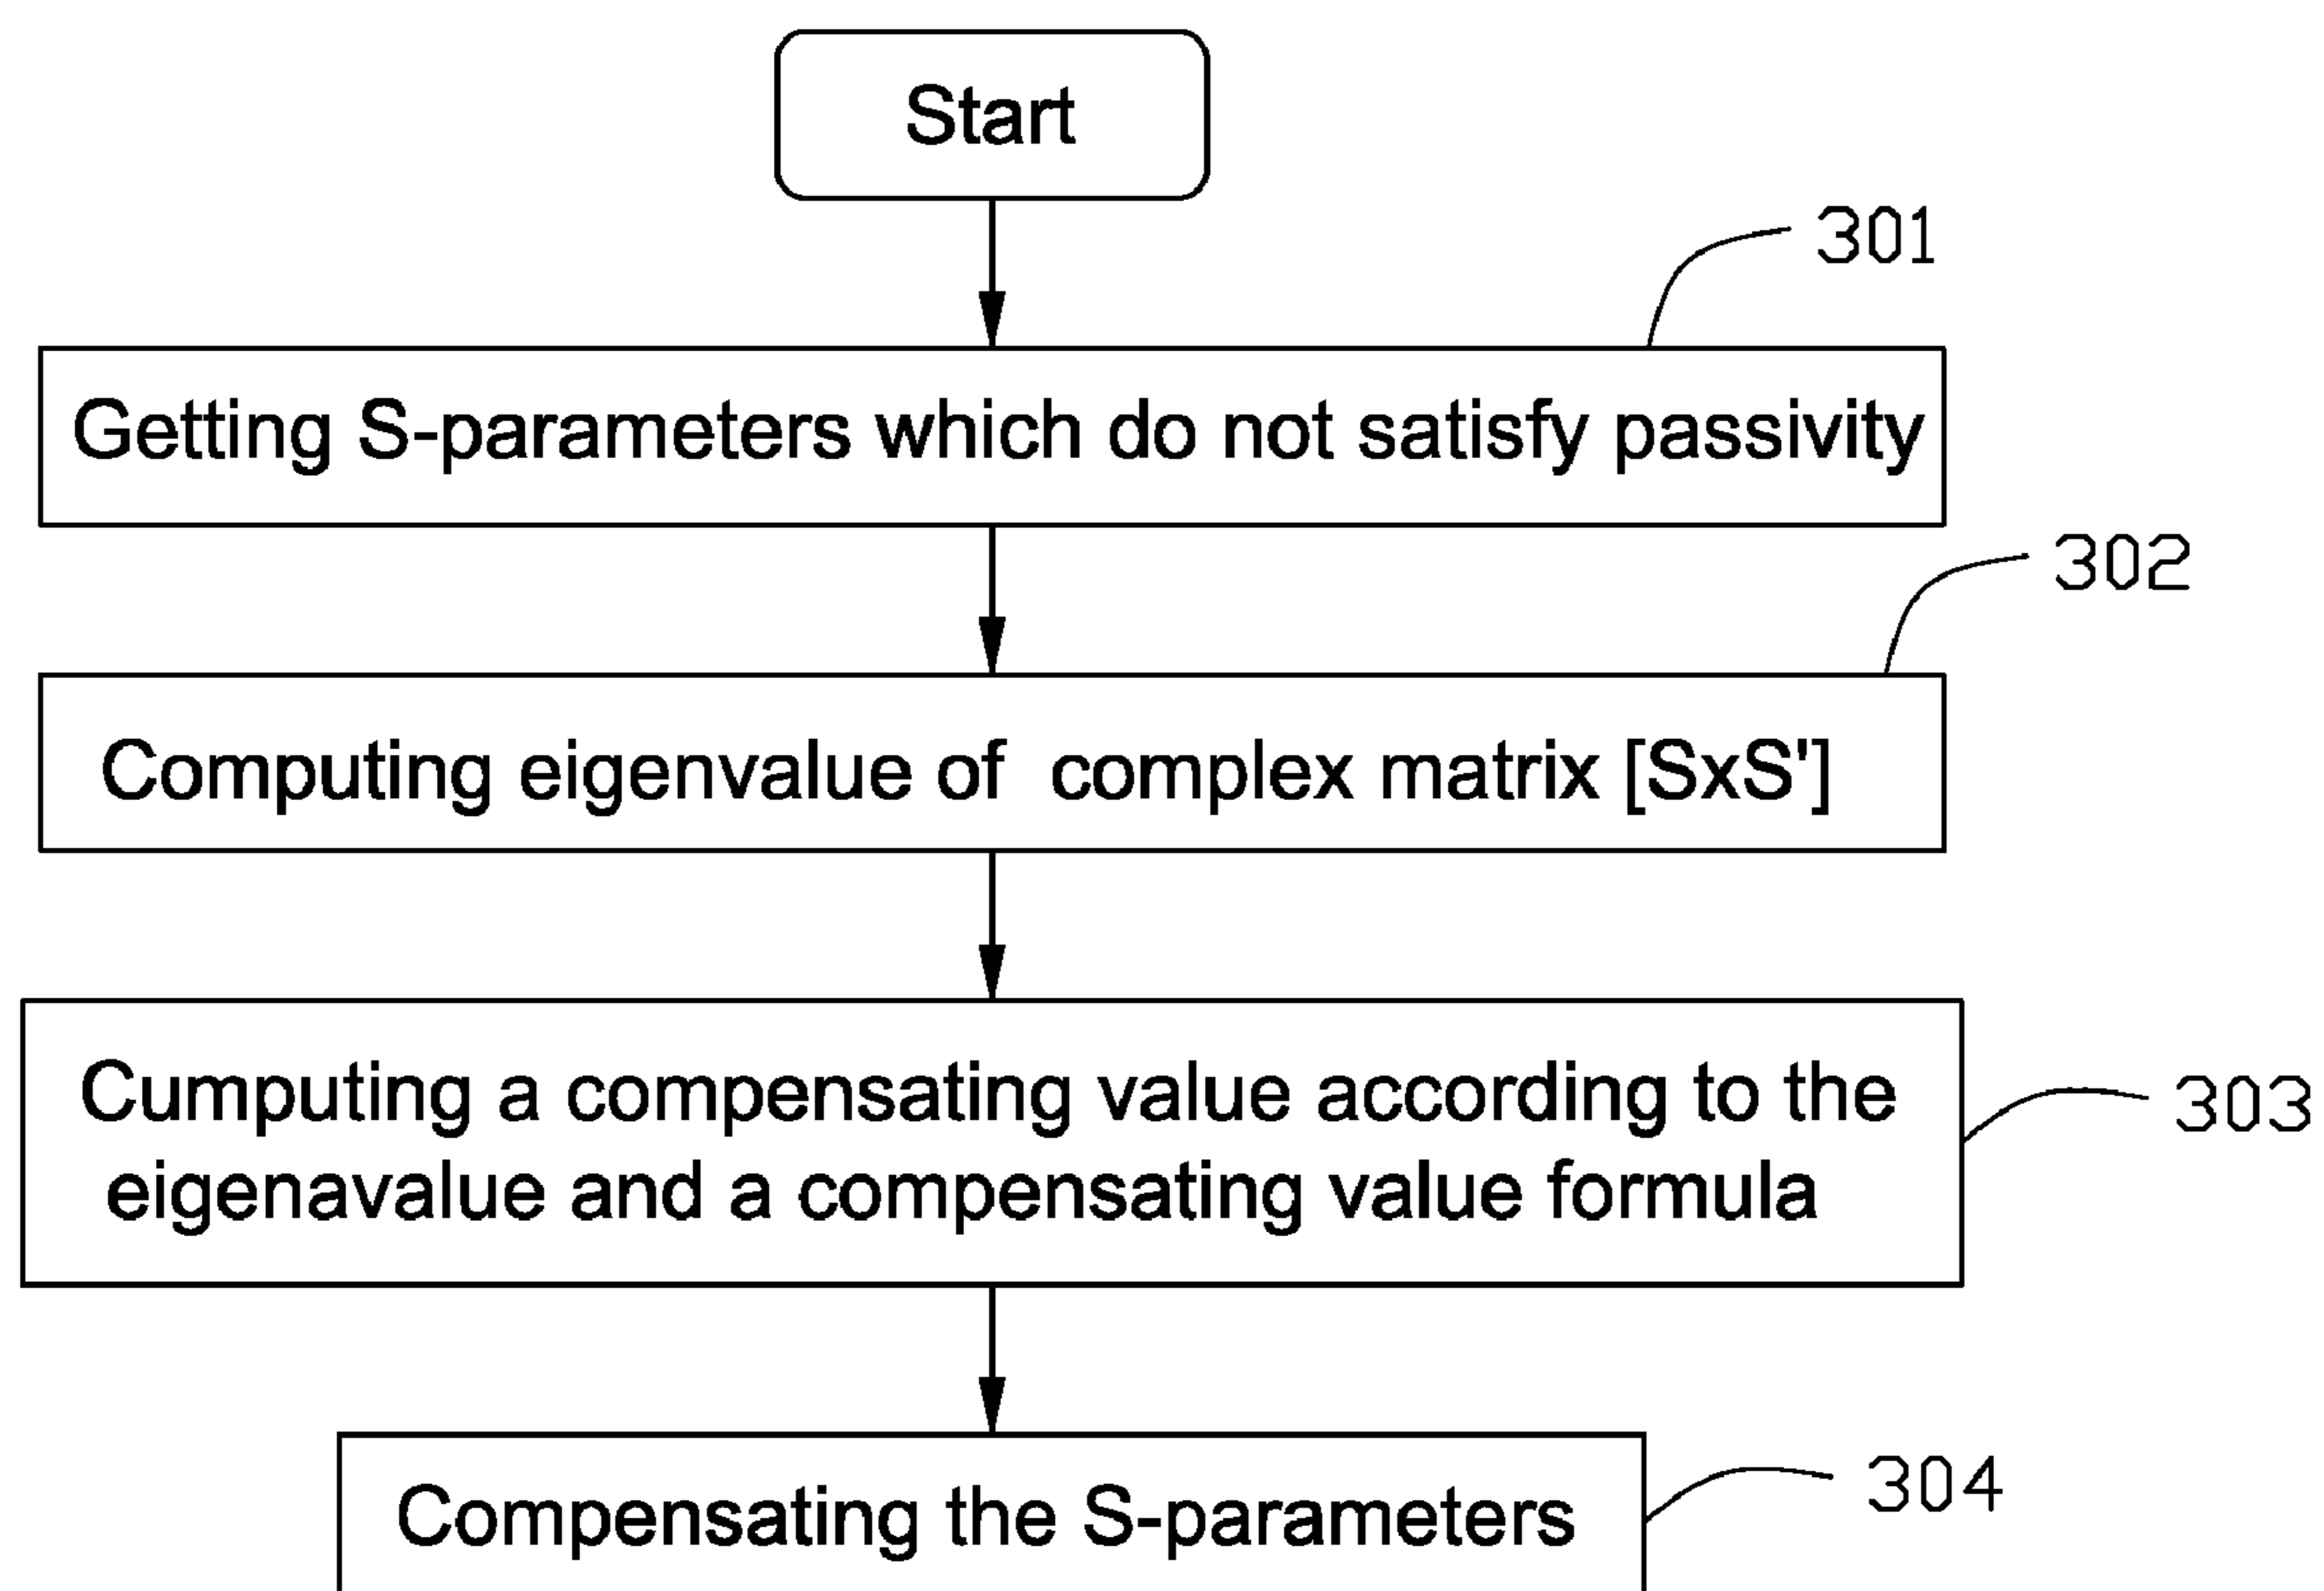 Start
301
Getting S-parameters which do not satisfy passivity
302
Computing eigenvalue of complex matrix [SxS']
Cumputing a compensating value according to the
303
eigenavalue and a compensating value formula
304
Compensating the S-parameters